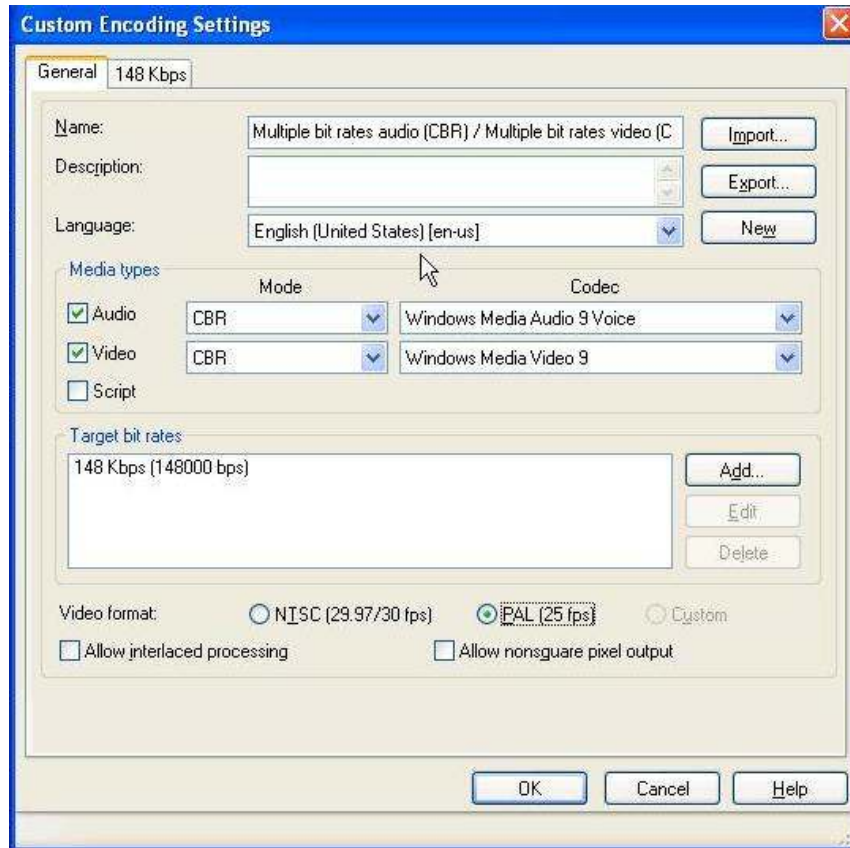 Custom Encoding Settings
General 148 Kbps
Name: Multiple bit rates audio (CBR) / Multiple bit rates video (C Import...
Description: Export...
Language: English (United States) [en-us] New
Media types
Mode Codec
Audio CBR Windows Media Audio 9 Voice
Video CBR Windows Media Video 9
Script
Target bit rates
148 Kbps (148000 bps) Add...
Edit
Delete
Video format: NTSC (29.97/30 fps) PAL (25 fps) Custom
Allow interlaced processing Allow nonsguare pixel output
OK Cancel Help